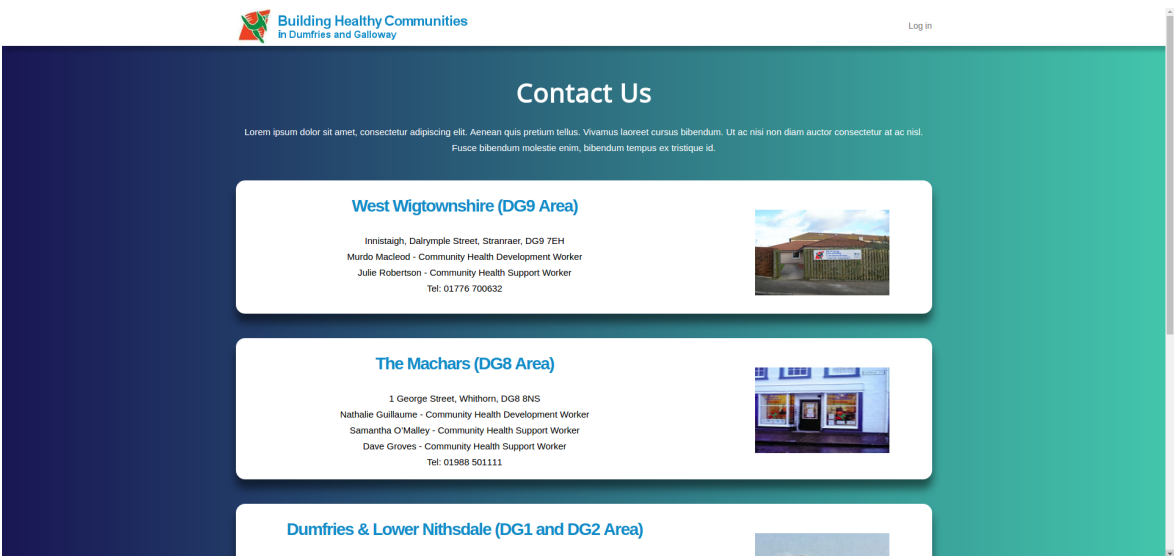 Building Healthy Communities
in Dumfries and Galloway
Log in
Contact Us
Lorem ipsum dolor sit amet, consectetur adipiscing elit. Aenean quis pretium tellus. Vivamus laoreet cursus bibendum. Ut ac nisi non diam auctor consectetur at ac nisl.
Fusce bibendum molestie enim, bibendum tempus ex tristique id.
West Wigtownshire (DG9 Area)
Innistaigh, Dalrymple Street, Stranraer, DG9 7EH
Murdo Macleod - Community Health Development Worker
Julie Robertson - Community Health Support Worker
Tel: 01776 700632
The Machars (DG8 Area)
1 George Street, Whithorn, DG8 8NS
Nathalie Guillaume - Community Health Development Worker
Samantha O'Malley - Community Health Support Worker
Dave Groves - Community Health Support Worker
Tel: 01988 501111
Dumfries & Lower Nithsdale (DG1 and DG2 Area)